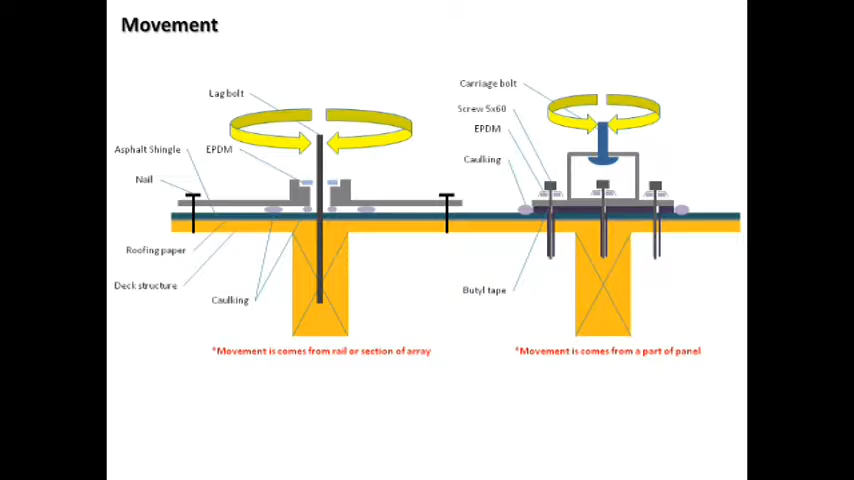 Movement
Lag bolt
Asphalt Shingle
EPDM
Nail
Roofing paper
Deck structure
Caulking
*Movement is comes from rail or section of array
Carriage bolt
Screw 5x60
EPDM
Caulking
Butyl tape
*Movement is comes from a part of panel